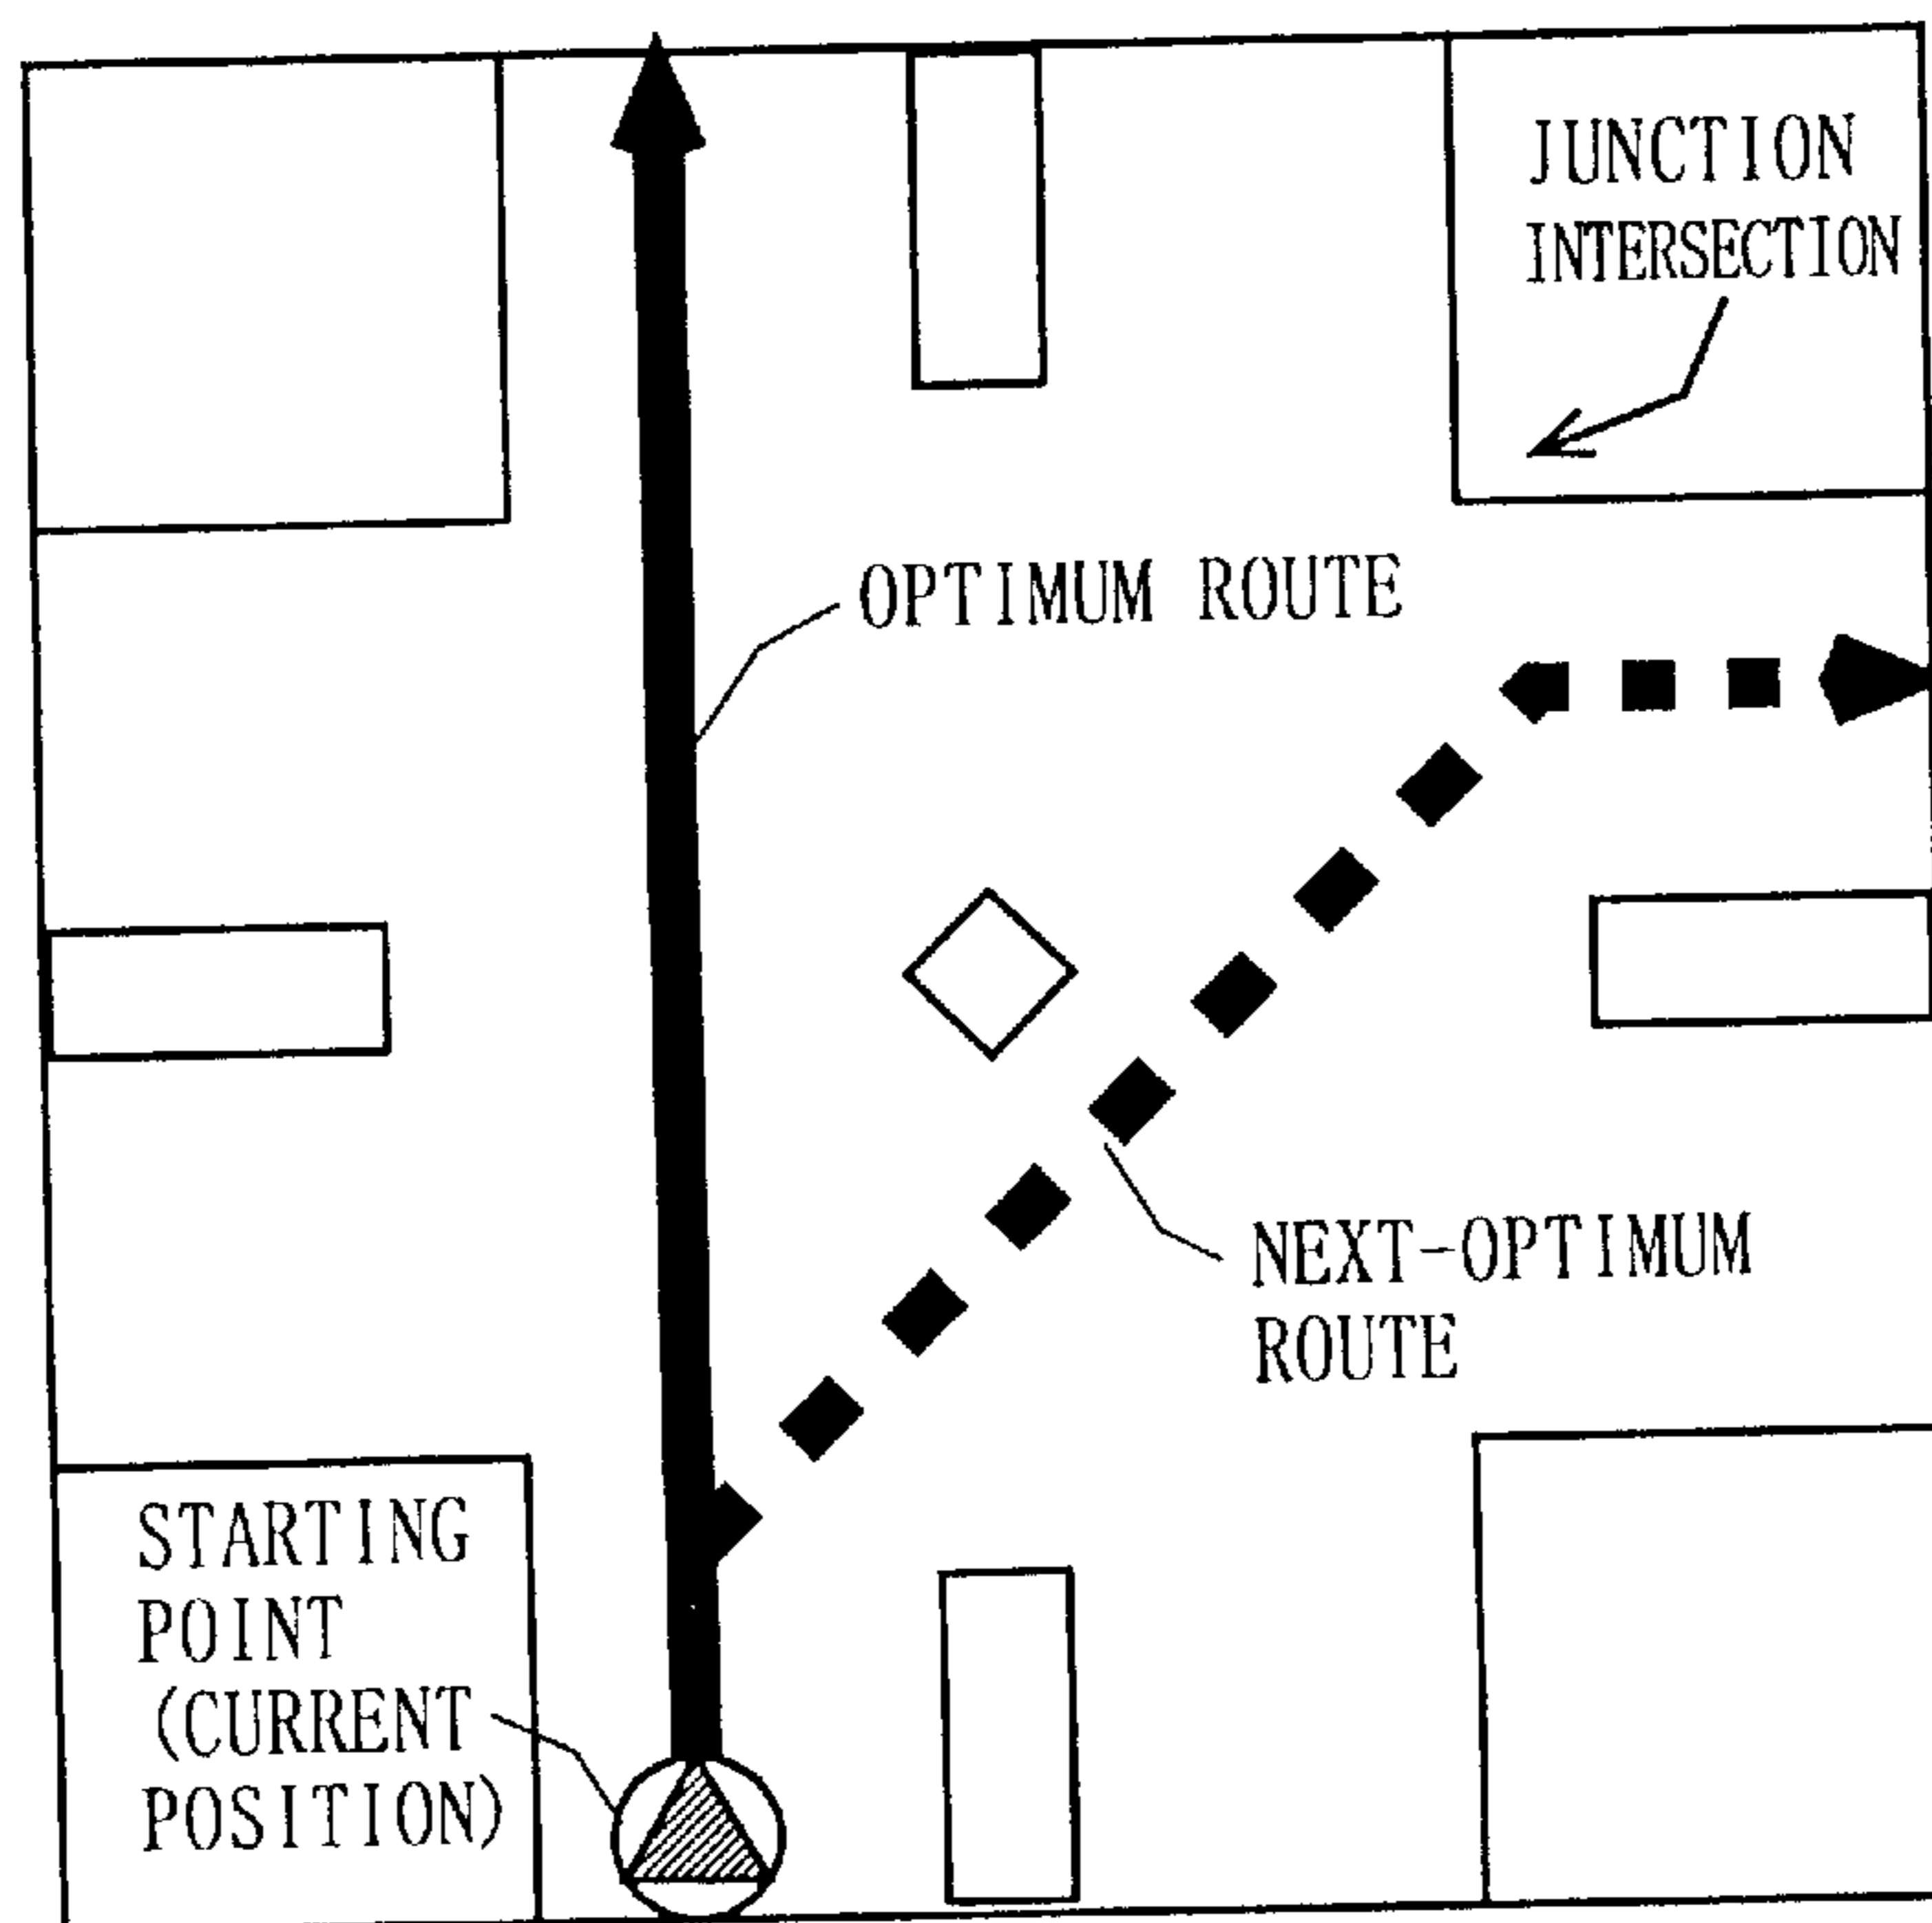 JUNCTION
INTERSECTION
OPTIMUM ROUTE
NEXT-OPTIMUM
ROUTE
STARTING
POINT
(CURRENT
POSITION)